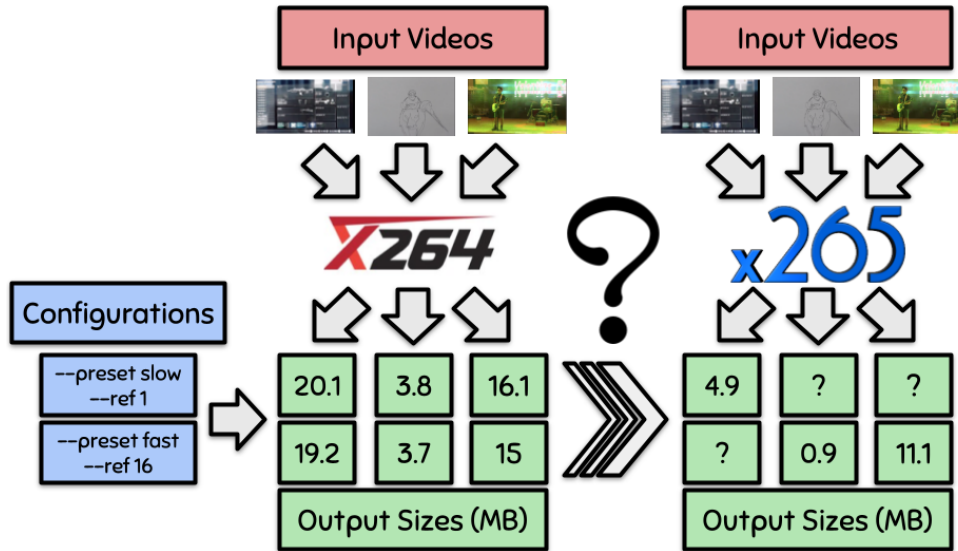 Input Videos
Input Videos
X264
?
x265
Configurations
--preset slow
--ref 1
20.1 3.8 16.1
4.9 ? ?
--preset fast
--ref 16
19.2 3.7 15
? 0.9 11.1
Output Sizes (MB)
Output Sizes (MB)